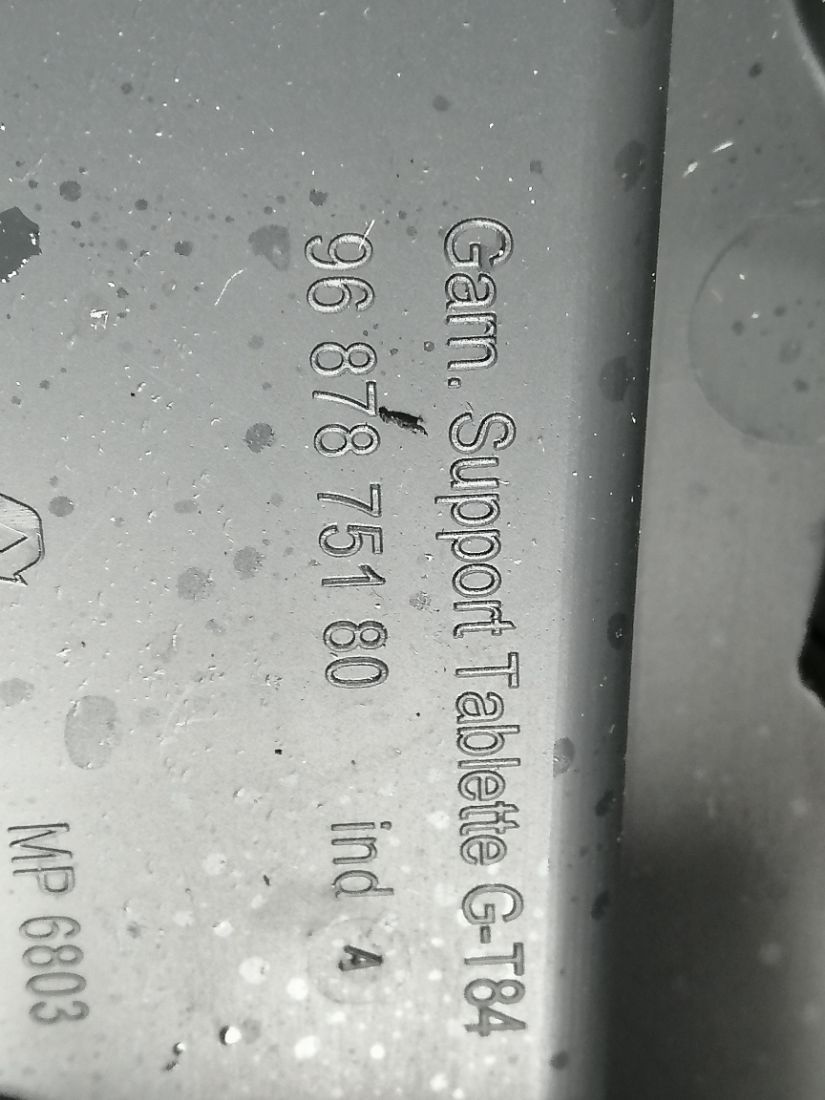 Garn. Support Tablette G-T84
96 878 751 80 ind A
MP 6803